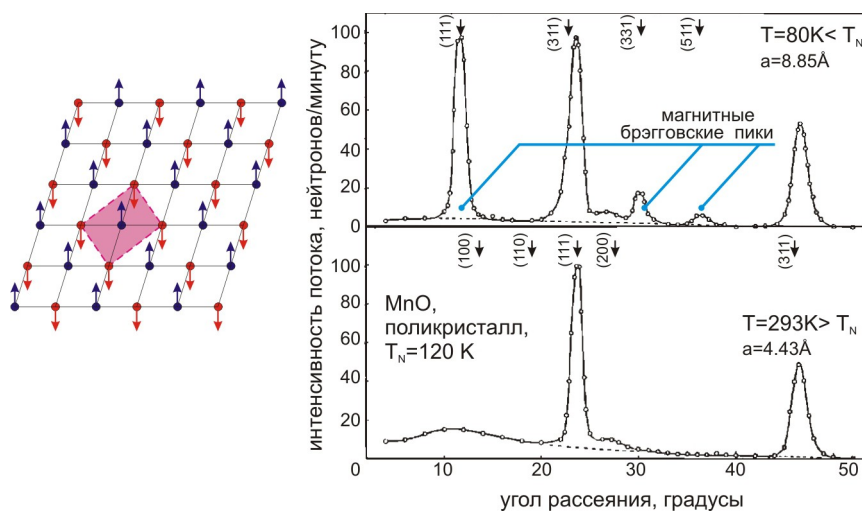 интенсивность потока, нейтронов/минуту
100
80
60
40
20
0
(111)
(311)
(331)
(511)
T=80K< T_N
a=8.85Å
магнитные
брэгговские пики
100
80
60
40
20
(100)
(110)
(111)
(200)
(311)
MnO,
поликристалл,
T_N=120 K
T=293K> T_N
a=4.43Å
0
10
20
30
40
50
угол рассеяния, градусы